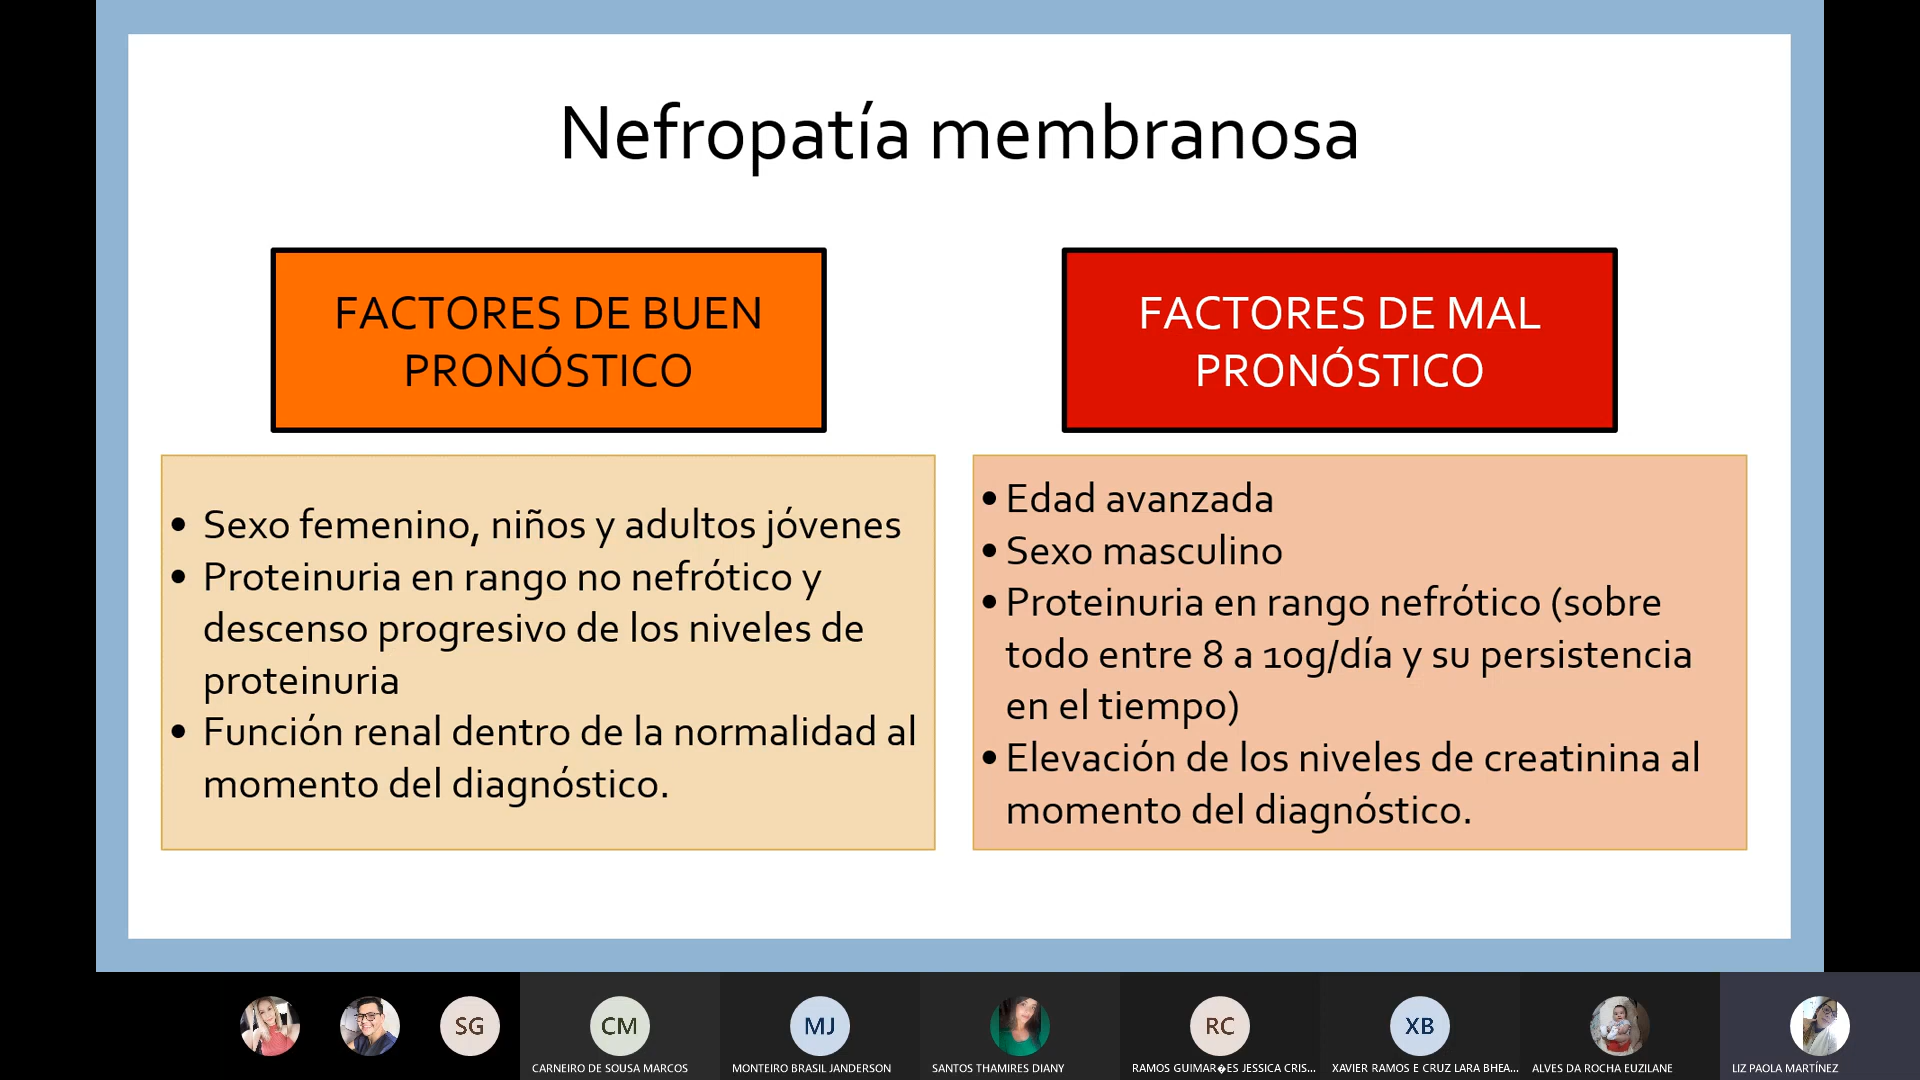 Nefropatía membranosa
FACTORES DE BUEN
PRONÓSTICO
FACTORES DE MAL
PRONÓSTICO
• Sexo femenino, niños y adultos jóvenes
• Proteinuria en rango no nefrótico y
descenso progresivo de los niveles de
proteinuria
• Función renal dentro de la normalidad al
momento del diagnóstico.
• Edad avanzada
• Sexo masculino
• Proteinuria en rango nefrótico (sobre
todo entre 8 a 10g/día y su persistencia
en el tiempo)
• Elevación de los niveles de creatinina al
momento del diagnóstico.
SG
CM
MJ
RC
XB
CARNEIRO DE SOUSA MARCOS
MONTEIRO BRASIL JANDERSON
SANTOS THAMIRES DIANY
RAMOS GUIMAR�ES JESSICA CRIS...
XAVIER RAMOS E CRUZ LARA BHEA...
ALVES DA ROCHA EUZILANE
LIZ PAOLA MARTÍNEZ